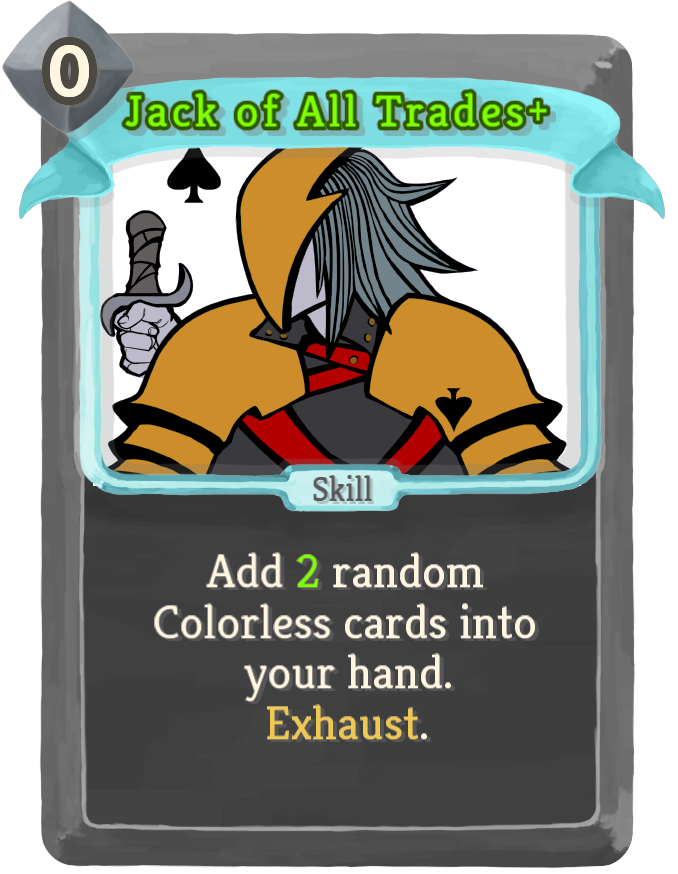 0
Jack of All Trades+
Skill
Add 2 random
Colorless cards into
your hand.
Exhaust.